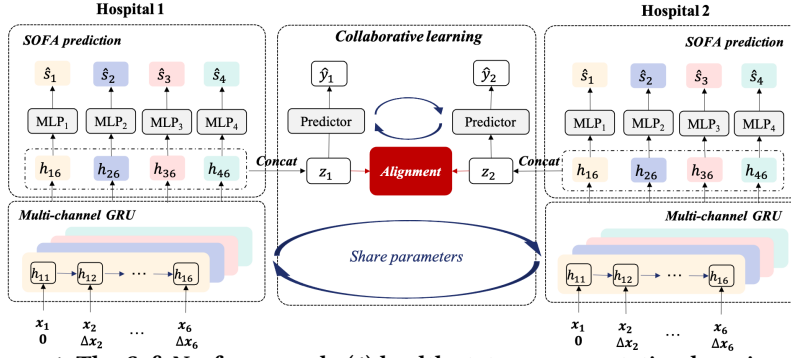 Hospital 1
Hospital 2
SOFA prediction
Collaborative learning
SOFA prediction
ŝ₁ ŝ₂ ŝ₃ ŝ₄
ŷ₁ ŷ₂
ŝ₁ ŝ₂ ŝ₃ ŝ₄
MLP₁ MLP₂ MLP₃ MLP₄
Predictor Predictor
MLP₁ MLP₂ MLP₃ MLP₄
h₁₆ h₂₆ h₃₆ h₄₆
Concat
z₁ Alignment z₂
Concat
h₁₆ h₂₆ h₃₆ h₄₆
Multi-channel GRU
Multi-channel GRU
h₁₁ h₁₂ ··· h₁₆
Share parameters
h₁₁ h₁₂ ··· h₁₆
x₁ x₂ ... x₆
0 Δx₂ Δx₆
x₁ x₂ ... x₆
0 Δx₂ Δx₆